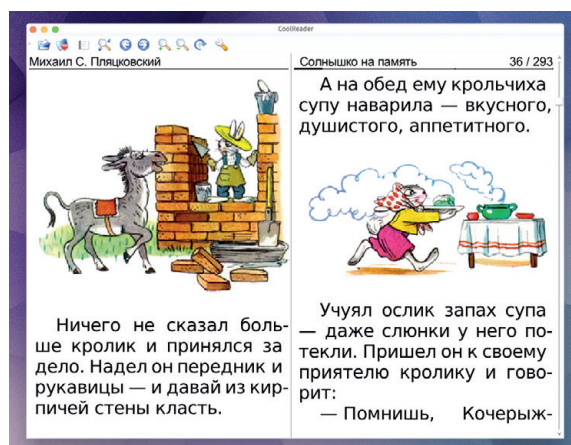 CoolReader
Михаил С. Пляцковский
Ничего не сказал боль-
ше кролик и принялся за
дело. Надел он передник и
рукавицы — и давай из кир-
пичей стены класть.
Солнышко на память
36 / 293
А на обед ему крольчиха
супу наварила — вкусного,
душистого, аппетитного.
Учуял ослик запах супа
— даже слюнки у него по-
текли. Пришел он к своему
приятелю кролику и гово-
рит:
— Помнишь, Кочерыж-